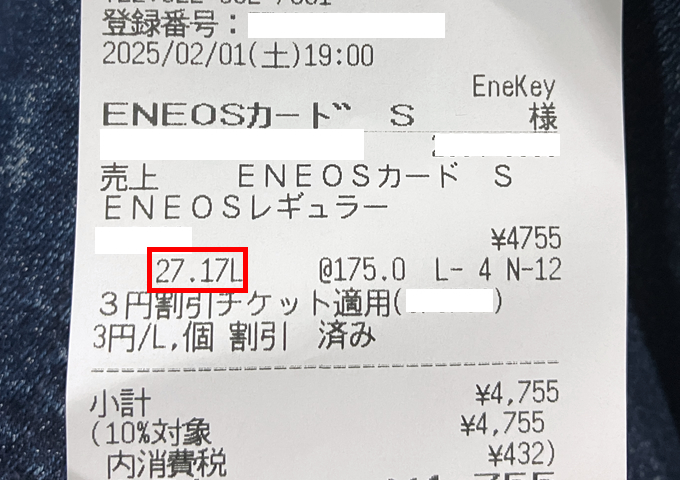 登録番号:
2025/02/01(土)19:00
EneKey
ENEOSカード S 様
売上 ENEOSカード S
ENEOSレギュラー
¥4755
27.17L @175.0 L- 4 N-12
3円割引チケット適用( )
3円/L,個 割引 済み
小計 ¥4,755
(10%対象 ¥4,755
内消費税 ¥432)